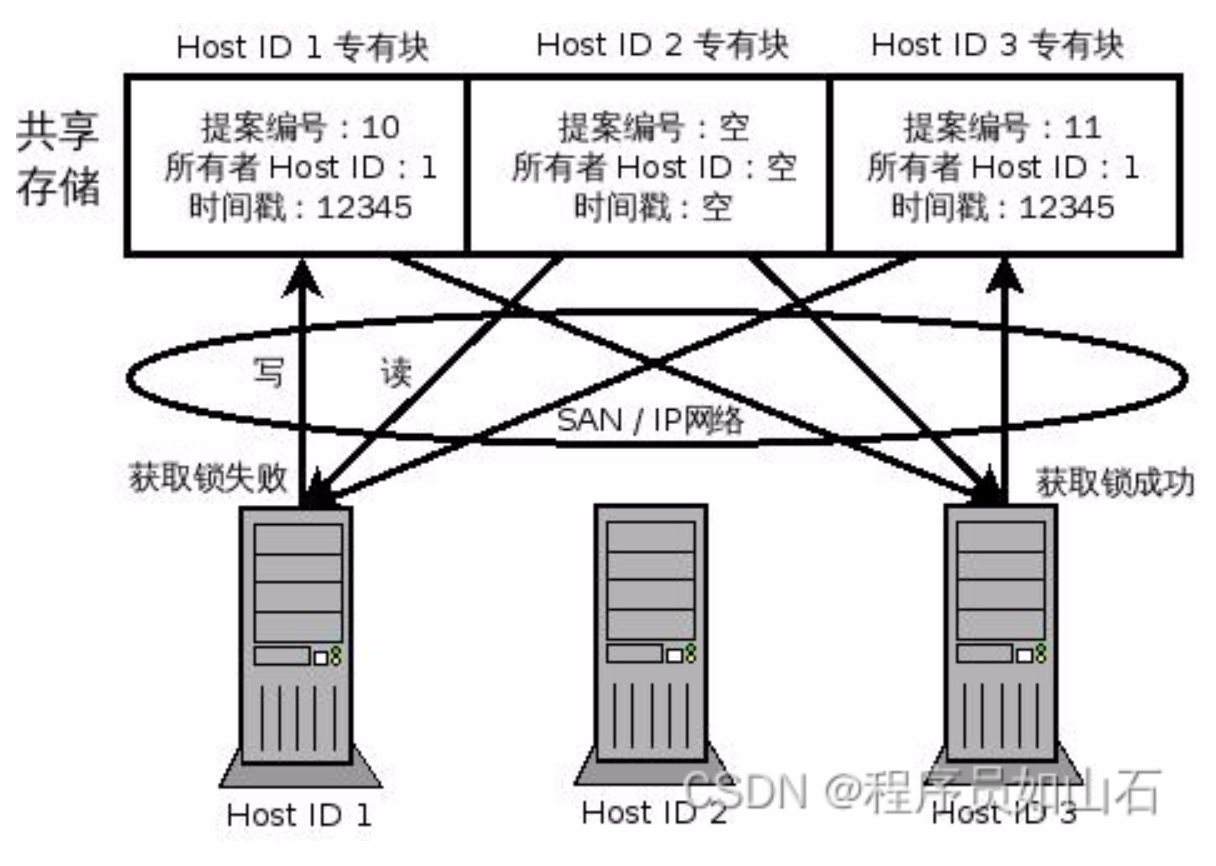 Host ID 1 专有块
Host ID 2 专有块
Host ID 3 专有块
共享
存储
提案编号：10
所有者 Host ID：1
时间戳：12345
提案编号：空
所有者 Host ID：空
时间戳：空
提案编号：11
所有者 Host ID：1
时间戳：12345
写
读
SAN / IP网络
获取锁失败
获取锁成功
Host ID 1
Host ID 2
Host ID 3
CSDN @程序员如山石